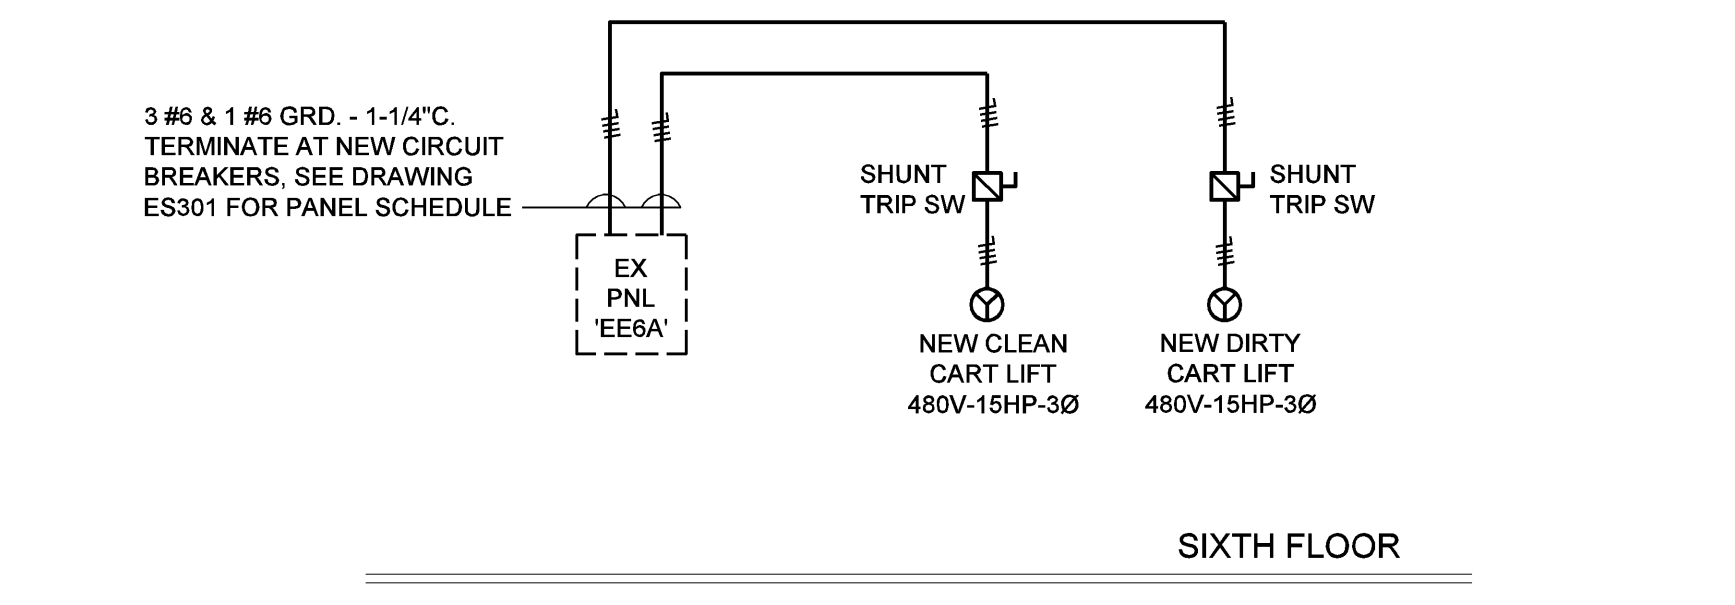 3 #6 & 1 #6 GRD. - 1-1/4"C.
TERMINATE AT NEW CIRCUIT
BREAKERS, SEE DRAWING
ES301 FOR PANEL SCHEDULE
EX
PNL
'EE6A'
SHUNT
TRIP SW
NEW CLEAN
CART LIFT
480V-15HP-3Ø
SHUNT
TRIP SW
NEW DIRTY
CART LIFT
480V-15HP-3Ø
SIXTH FLOOR